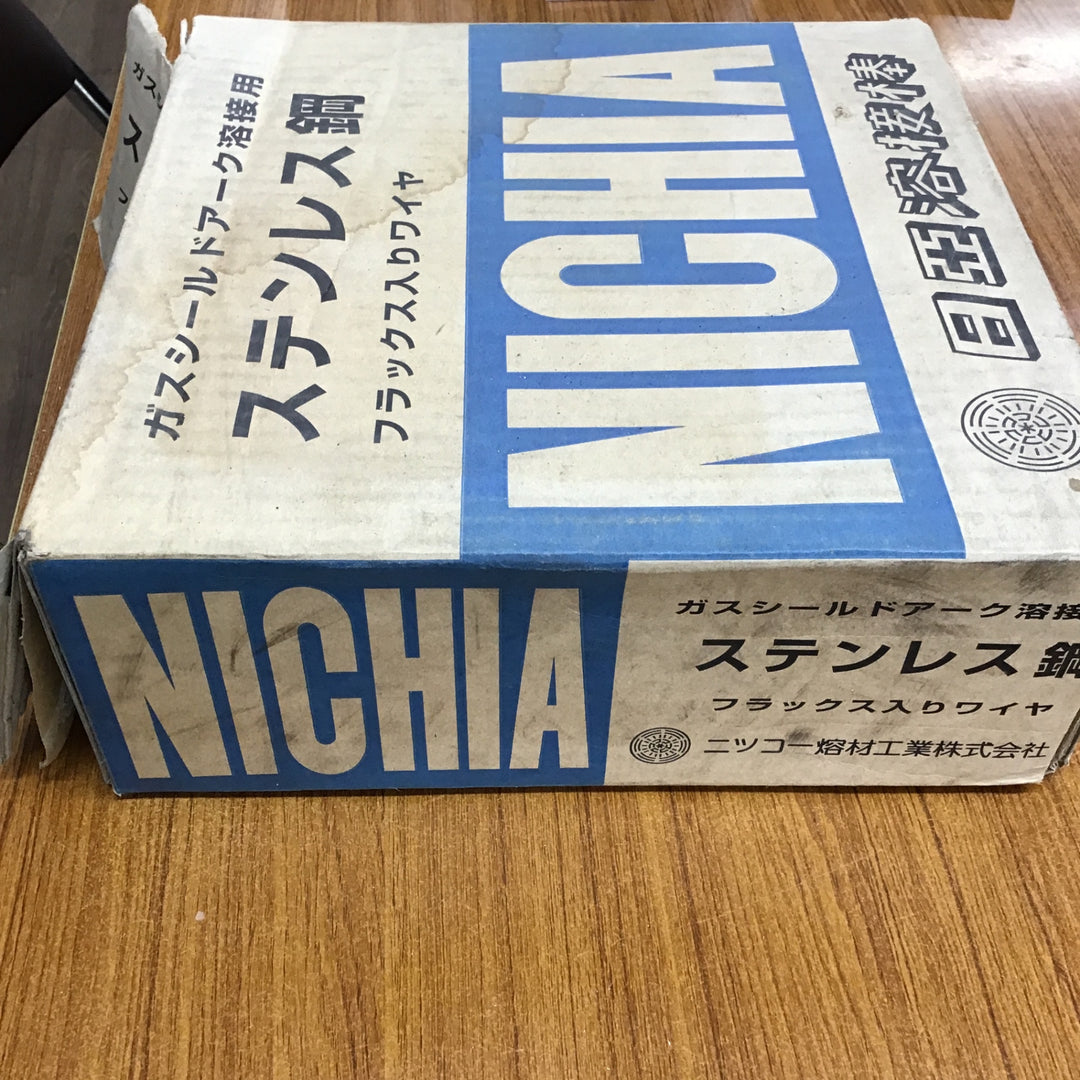 ガスシールドアーク溶接用
ステンレス鋼
フラックス入りワイヤ
NICHIA
日亜溶接棒
NICHIA
ガスシールドアーク溶接
ステンレス鋼
フラックス入りワイヤ
ニツコー熔材工業株式会社